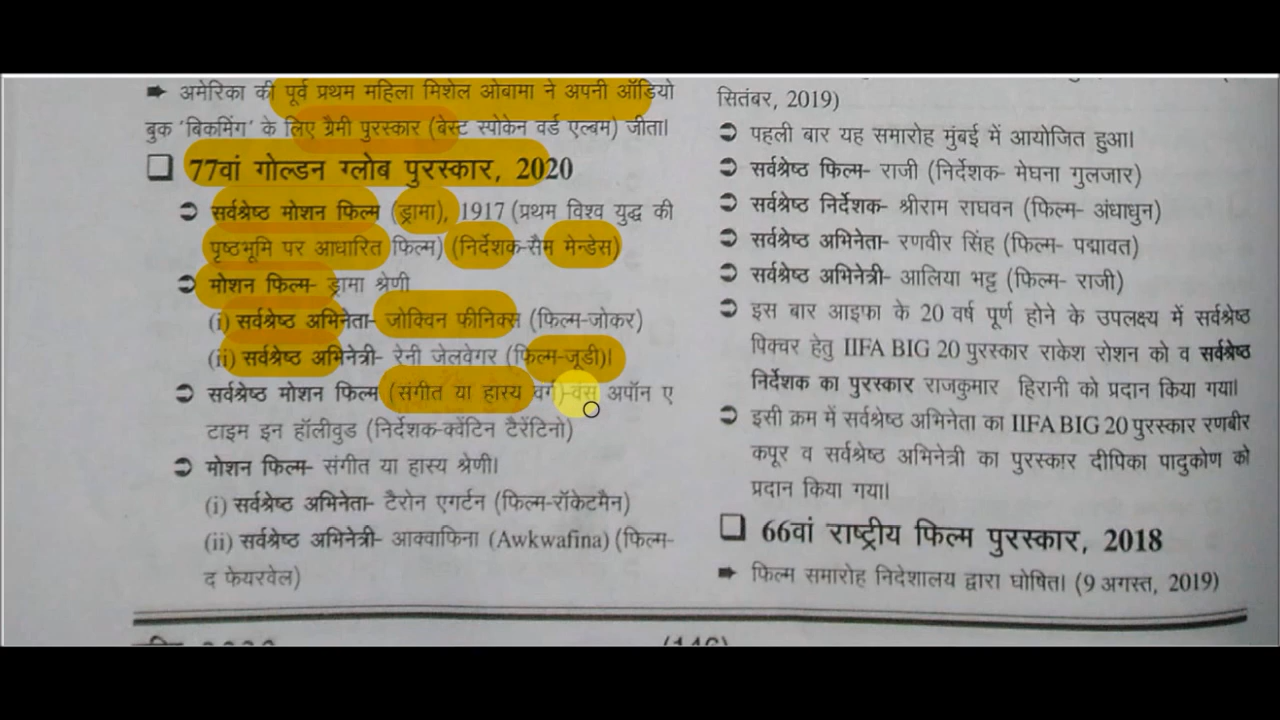 ➡ अमेरिका की पूर्व प्रथम महिला मिशेल ओबामा ने अपनी ऑडियो
बुक 'बिकमिंग' के लिए ग्रैमी पुरस्कार (बेस्ट स्पोकेन वर्ड एल्बम) जीता।
❑ 77वां गोल्डन ग्लोब पुरस्कार, 2020
➲ सर्वश्रेष्ठ मोशन फिल्म (ड्रामा), 1917 (प्रथम विश्व युद्ध की
पृष्ठभूमि पर आधारित फिल्म) (निर्देशक-सैम मेन्डेस)
➲ मोशन फिल्म- ड्रामा श्रेणी
(i) सर्वश्रेष्ठ अभिनेता- जोक्विन फीनिक्स (फिल्म-जोकर)
(ii) सर्वश्रेष्ठ अभिनेत्री- रेनी जेलवेगर (फिल्म-जूडी)।
➲ सर्वश्रेष्ठ मोशन फिल्म (संगीत या हास्य वर्ग)-वंस अपॉन ए
टाइम इन हॉलीवुड (निर्देशक-क्वेंटिन टैरेंटिनो)
➲ मोशन फिल्म- संगीत या हास्य श्रेणी।
(i) सर्वश्रेष्ठ अभिनेता- टैरोन एगर्टन (फिल्म-रॉकेटमैन)
(ii) सर्वश्रेष्ठ अभिनेत्री- आक्वाफिना (Awkwafina) (फिल्म-
द फेयरवेल)
सितंबर, 2019)
➲ पहली बार यह समारोह मुंबई में आयोजित हुआ।
➲ सर्वश्रेष्ठ फिल्म- राजी (निर्देशक- मेघना गुलजार)
➲ सर्वश्रेष्ठ निर्देशक- श्रीराम राघवन (फिल्म- अंधाधुन)
➲ सर्वश्रेष्ठ अभिनेता- रणवीर सिंह (फिल्म- पद्मावत)
➲ सर्वश्रेष्ठ अभिनेत्री- आलिया भट्ट (फिल्म- राजी)
➲ इस बार आइफा के 20 वर्ष पूर्ण होने के उपलक्ष्य में सर्वश्रेष्ठ
पिक्चर हेतु IIFA BIG 20 पुरस्कार राकेश रोशन को व सर्वश्रेष्ठ
निर्देशक का पुरस्कार राजकुमार हिरानी को प्रदान किया गया।
➲ इसी क्रम में सर्वश्रेष्ठ अभिनेता का IIFA BIG 20 पुरस्कार रणबीर
कपूर व सर्वश्रेष्ठ अभिनेत्री का पुरस्कार दीपिका पादुकोण को
प्रदान किया गया।
❑ 66वां राष्ट्रीय फिल्म पुरस्कार, 2018
➡ फिल्म समारोह निदेशालय द्वारा घोषित। (9 अगस्त, 2019)